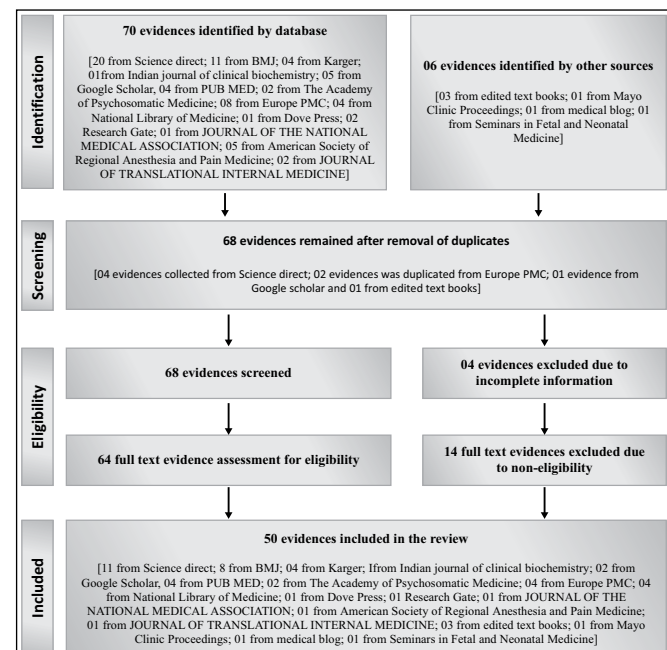 Identification
70 evidences identified by database
[20 from Science direct; 11 from BMJ; 04 from Karger;
01from Indian journal of clinical biochemistry; 05 from
Google Scholar, 04 from PUB MED; 02 from The Academy
of Psychosomatic Medicine; 08 from Europe PMC; 04 from
National Library of Medicine; 01 from Dove Press; 02
Research Gate; 01 from JOURNAL OF THE NATIONAL
MEDICAL ASSOCIATION; 05 from American Society of
Regional Anesthesia and Pain Medicine; 02 from JOURNAL
OF TRANSLATIONAL INTERNAL MEDICINE]
06 evidences identified by other sources
[03 from edited text books; 01 from Mayo
Clinic Proceedings; 01 from medical blog; 01
from Seminars in Fetal and Neonatal
Medicine]
Screening
68 evidences remained after removal of duplicates
[04 evidences collected from Science direct; 02 evidences was duplicated from Europe PMC; 01 evidence from
Google scholar and 01 from edited text books]
Eligibility
68 evidences screened
04 evidences excluded due to
incomplete information
64 full text evidence assessment for eligibility
14 full text evidences excluded due
to non-eligibility
Included
50 evidences included in the review
[11 from Science direct; 8 from BMJ; 04 from Karger; Ifrom Indian journal of clinical biochemistry; 02 from
Google Scholar, 04 from PUB MED; 02 from The Academy of Psychosomatic Medicine; 04 from Europe PMC; 04
from National Library of Medicine; 01 from Dove Press; 01 Research Gate; 01 from JOURNAL OF THE
NATIONAL MEDICAL ASSOCIATION; 01 from American Society of Regional Anesthesia and Pain Medicine;
01 from JOURNAL OF TRANSLATIONAL INTERNAL MEDICINE; 03 from edited text books; 01 from Mayo
Clinic Proceedings; 01 from medical blog; 01 from Seminars in Fetal and Neonatal Medicine]